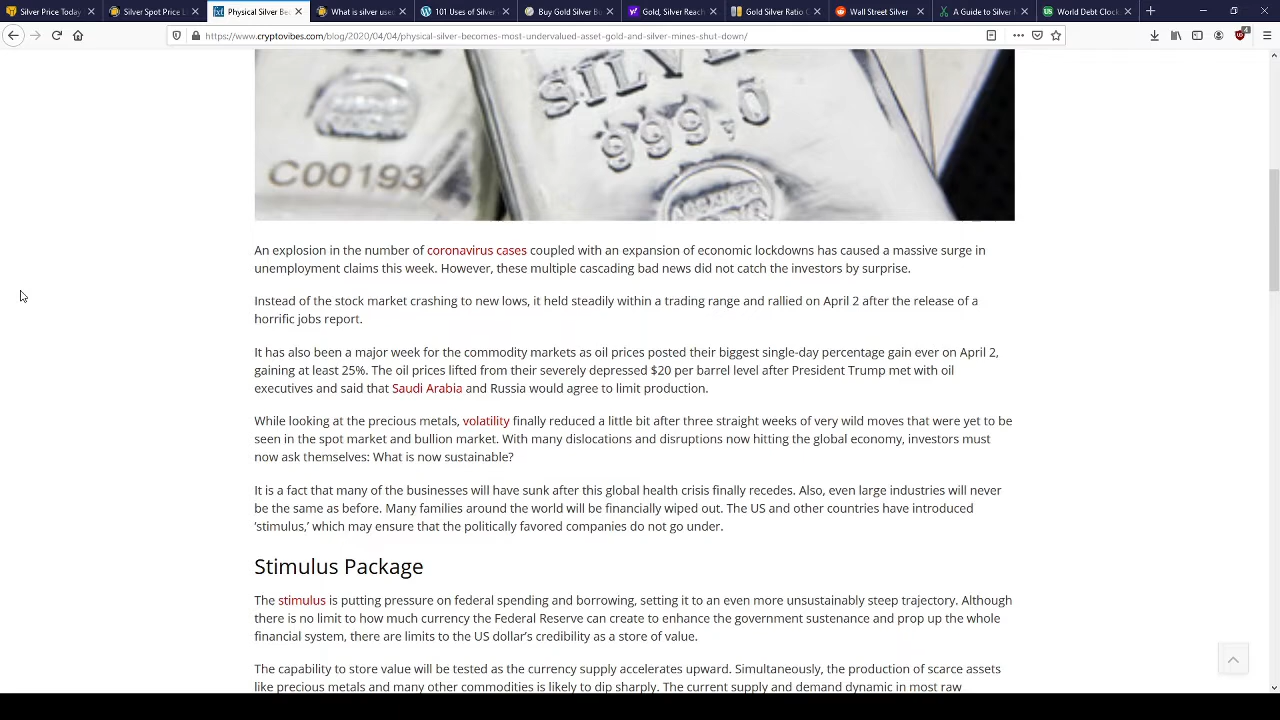 Silver Price Today
Silver Spot Price
Physical Silver Be
What is silver use
101 Uses of Silver
Buy Gold Silver Bu
Gold, Silver Reach
Gold Silver Ratio
Wall Street Silver
A Guide to Silver
World Debt Clock
https://www.cryptovibes.com/blog/2020/04/04/physical-silver-becomes-most-undervalued-asset-gold-and-silver-mines-shut-down/
SILVER
999,0
C00193
An explosion in the number of coronavirus cases coupled with an expansion of economic lockdowns has caused a massive surge in
unemployment claims this week. However, these multiple cascading bad news did not catch the investors by surprise.
Instead of the stock market crashing to new lows, it held steadily within a trading range and rallied on April 2 after the release of a
horrific jobs report.
It has also been a major week for the commodity markets as oil prices posted their biggest single-day percentage gain ever on April 2,
gaining at least 25%. The oil prices lifted from their severely depressed $20 per barrel level after President Trump met with oil
executives and said that Saudi Arabia and Russia would agree to limit production.
While looking at the precious metals, volatility finally reduced a little bit after three straight weeks of very wild moves that were yet to be
seen in the spot market and bullion market. With many dislocations and disruptions now hitting the global economy, investors must
now ask themselves: What is now sustainable?
It is a fact that many of the businesses will have sunk after this global health crisis finally recedes. Also, even large industries will never
be the same as before. Many families around the world will be financially wiped out. The US and other countries have introduced
‘stimulus,’ which may ensure that the politically favored companies do not go under.
Stimulus Package
The stimulus is putting pressure on federal spending and borrowing, setting it to an even more unsustainably steep trajectory. Although
there is no limit to how much currency the Federal Reserve can create to enhance the government sustenance and prop up the whole
financial system, there are limits to the US dollar’s credibility as a store of value.
The capability to store value will be tested as the currency supply accelerates upward. Simultaneously, the production of scarce assets
like precious metals and many other commodities is likely to dip sharply. The current supply and demand dynamic in most raw